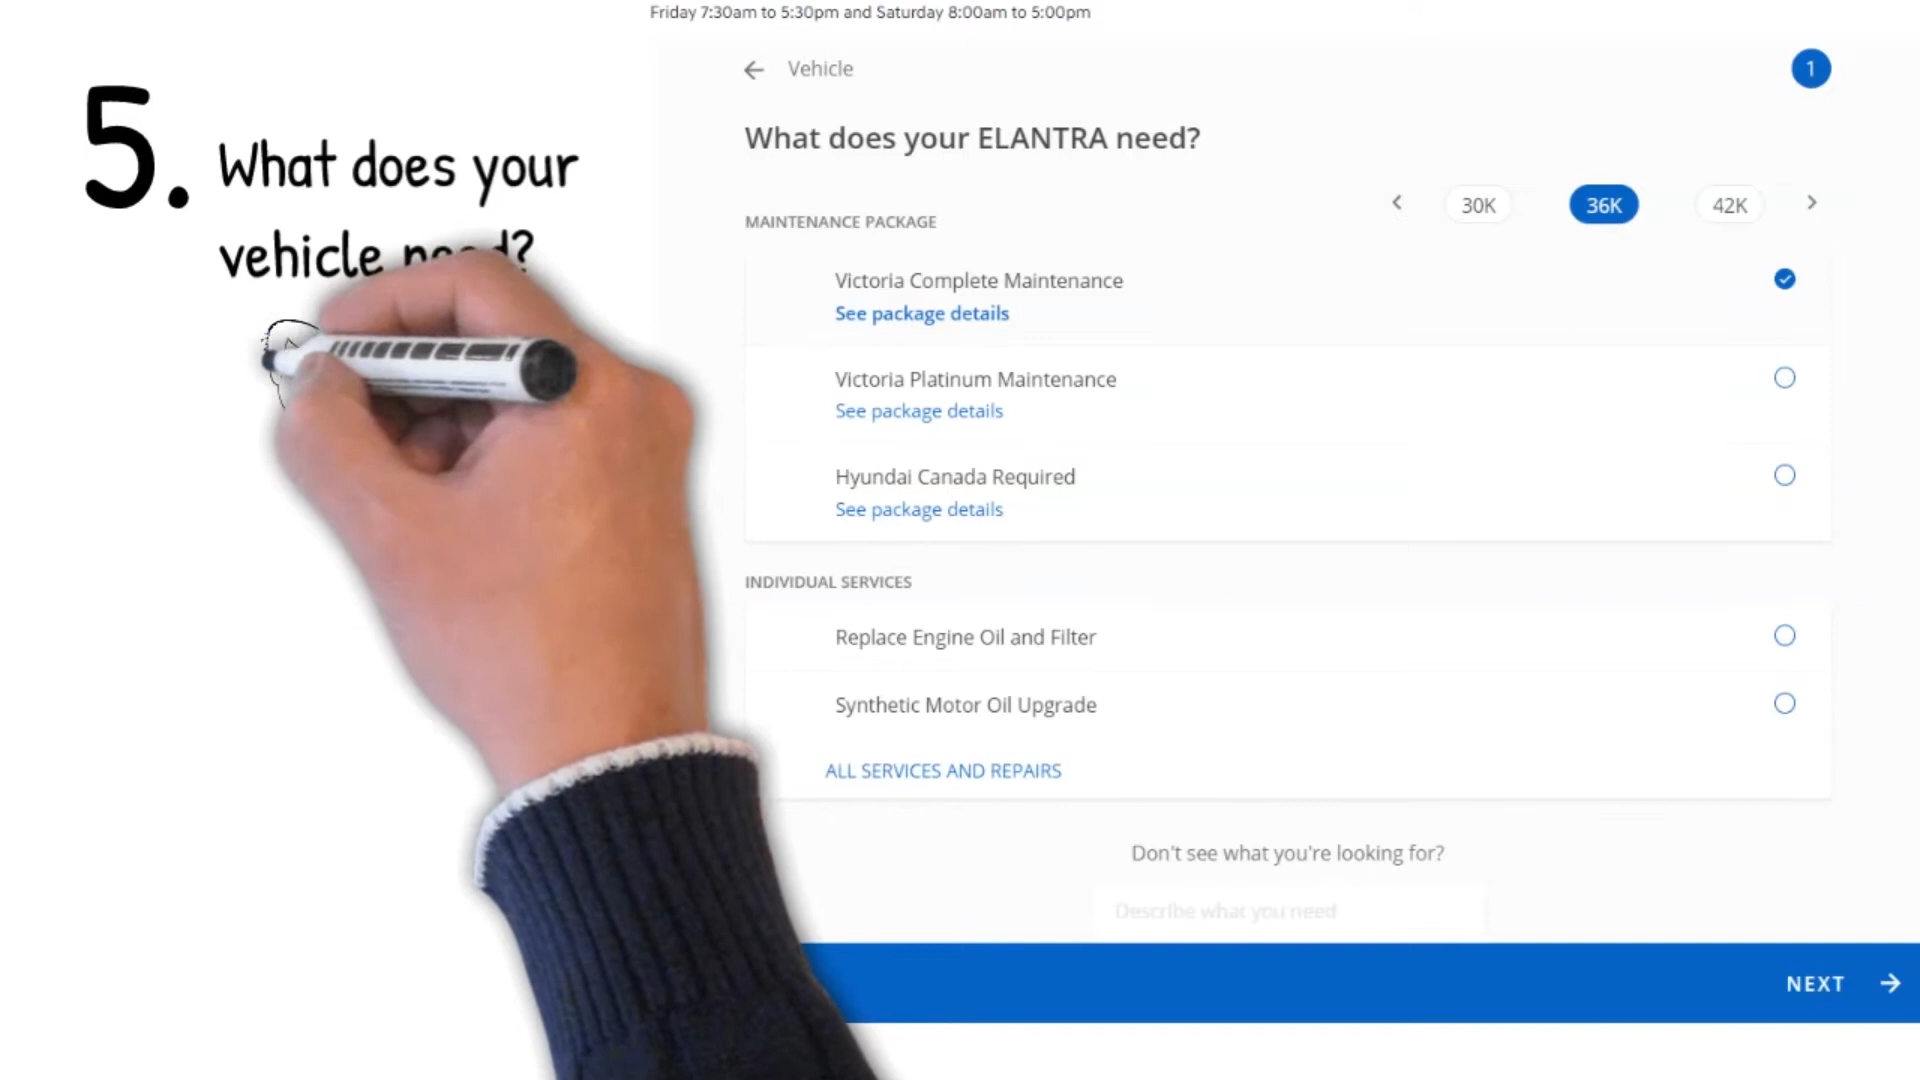 Friday 7:30am to 5:30pm and Saturday 8:00am to 5:00pm
5. What does your
vehicle need?
Vehicle
1
What does your ELANTRA need?
30K
36K
42K
MAINTENANCE PACKAGE
Victoria Complete Maintenance
See package details
Victoria Platinum Maintenance
See package details
Hyundai Canada Required
See package details
INDIVIDUAL SERVICES
Replace Engine Oil and Filter
Synthetic Motor Oil Upgrade
ALL SERVICES AND REPAIRS
Don't see what you're looking for?
Describe what you need
NEXT